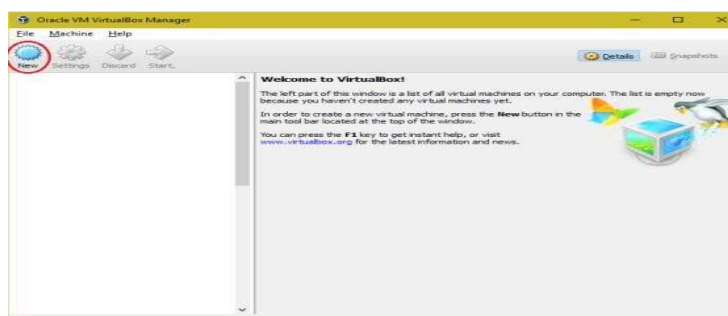 Oracle VM VirtualBox Manager
File Machine Help
New Settings Discard Start Details Snapshots
Welcome to VirtualBox!
The left part of this window is a list of all virtual machines on your computer. The list is empty now
because you haven't created any virtual machines yet.
In order to create a new virtual machine, press the New button in the
main tool bar located at the top of the window.
You can press the F1 key to get instant help, or visit
www.virtualbox.org for the latest information and news.